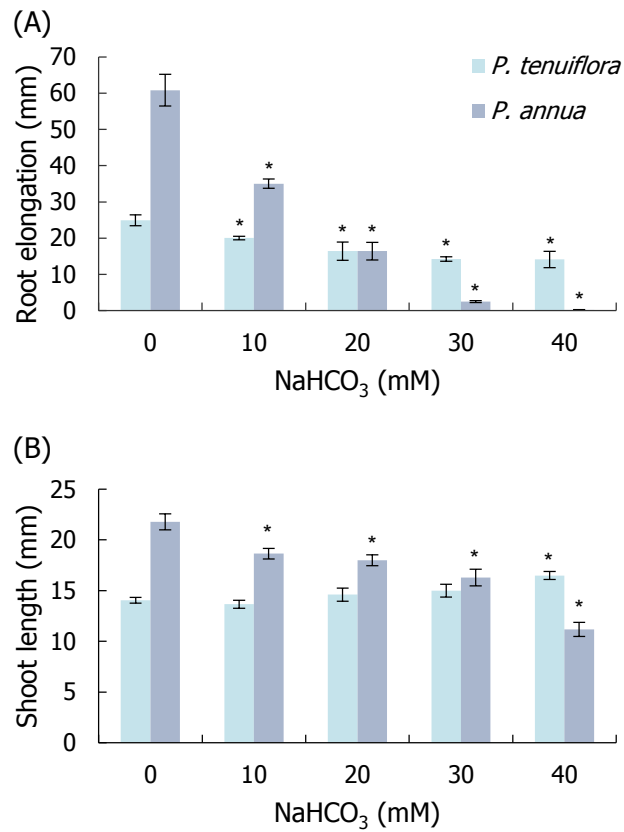 (A)
Root elongation (mm)
70
60
50
40
30
20
10
0
P. tenuiflora
P. annua
*
*
*
*
*
*
*
*
0 10 20 30 40
NaHCO₃ (mM)
(B)
Shoot length (mm)
25
20
15
10
5
0
*
*
*
*
*
0 10 20 30 40
NaHCO₃ (mM)